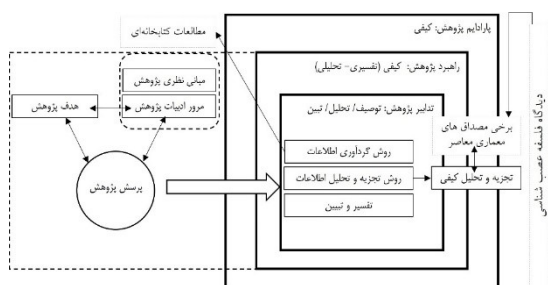 پارادایم پژوهش: کیفی
مطالعات کتابخانه‌ای
راهبرد پژوهش: کیفی (تفسیری- تحلیلی)
مبانی نظری پژوهش
مرور ادبیات پژوهش
هدف پژوهش
تدابیر پژوهش: توصیف/ تحلیل/ تبین
برخی مصداق های
معماری معاصر
روش گردآوری اطلاعات
روش تجزیه و تحلیل اطلاعات
تجزیه و تحلیل کیفی
تفسیر و تبیین
پرسش پژوهش
دیدگاه فلسفه عصب شناسی